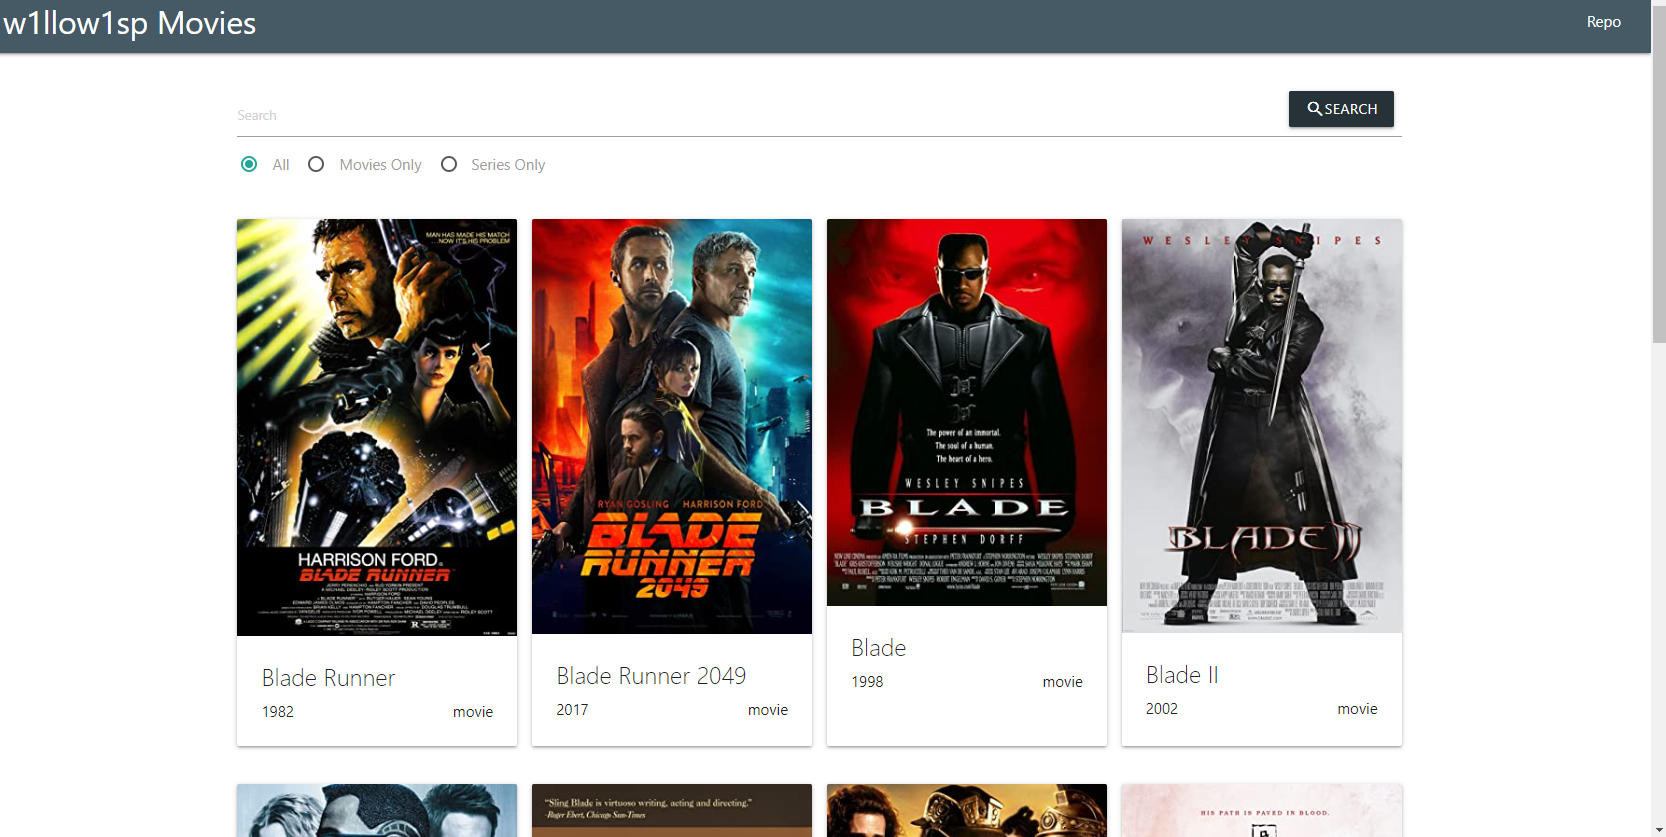 w1llow1sp Movies
Repo
Search
SEARCH
All
Movies Only
Series Only
MAN HAS MADE HIS MATCH
...NOW IT'S HIS PROBLEM
HARRISON FORD IS
BLADE RUNNER
RYAN GOSLING HARRISON FORD
BLADE
RUNNER
2049
The power of an immortal.
The soul of a human.
The heart of a hero.
WESLEY SNIPES
BLADE
STEPHEN DORFF
WESLEY SNIPES
BLADE II
Blade Runner
1982
movie
Blade Runner 2049
2017
movie
Blade
1998
movie
Blade II
2002
movie
“Sling Blade is virtuoso writing, acting and directing.”
-Roger Ebert, Chicago Sun-Times
HIS PATH IS PAVED IN BLOOD.